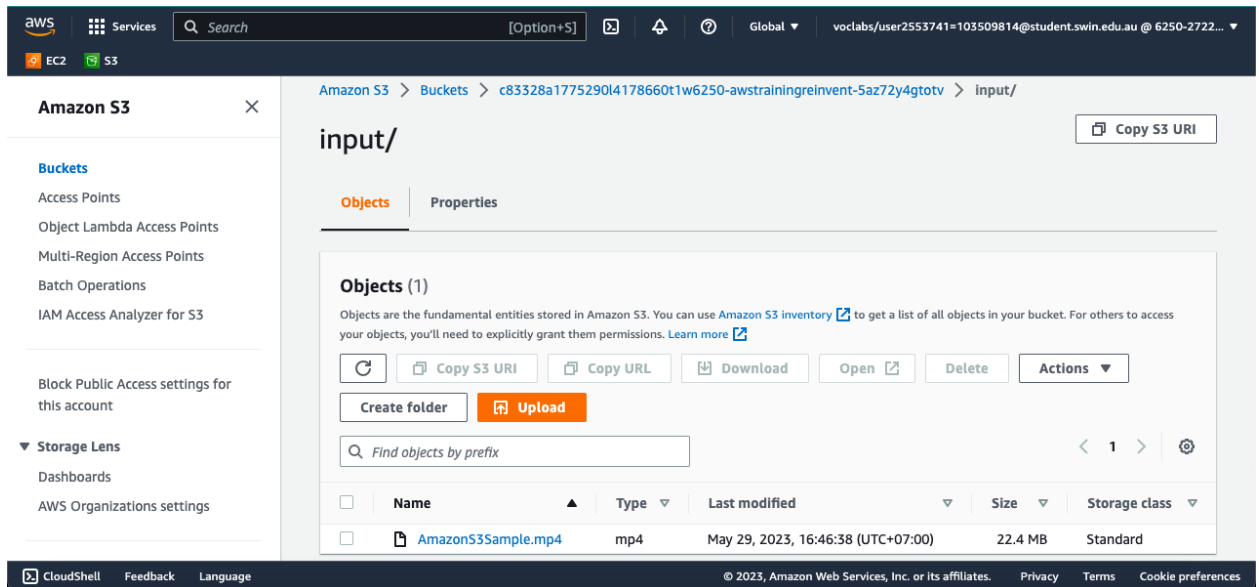 aws Services Search [Option+S] Global ▼ voclabs/user2553741=103509814@student.swin.edu.au @ 6250-2722... ▼
EC2 S3
Amazon S3
Buckets
Access Points
Object Lambda Access Points
Multi-Region Access Points
Batch Operations
IAM Access Analyzer for S3
Block Public Access settings for
this account
▼ Storage Lens
Dashboards
AWS Organizations settings
Amazon S3 > Buckets > c83328a1775290l4178660t1w6250-awstrainingreinvent-5az72y4gtotv > input/
input/
Copy S3 URI
Objects Properties
Objects (1)
Objects are the fundamental entities stored in Amazon S3. You can use Amazon S3 inventory to get a list of all objects in your bucket. For others to access
your objects, you'll need to explicitly grant them permissions. Learn more
Copy S3 URI Copy URL Download Open Delete Actions ▼
Create folder Upload
Find objects by prefix
< 1 >
Name ▲ Type Last modified Size Storage class
AmazonS3Sample.mp4 mp4 May 29, 2023, 16:46:38 (UTC+07:00) 22.4 MB Standard
CloudShell Feedback Language © 2023, Amazon Web Services, Inc. or its affiliates. Privacy Terms Cookie preferences